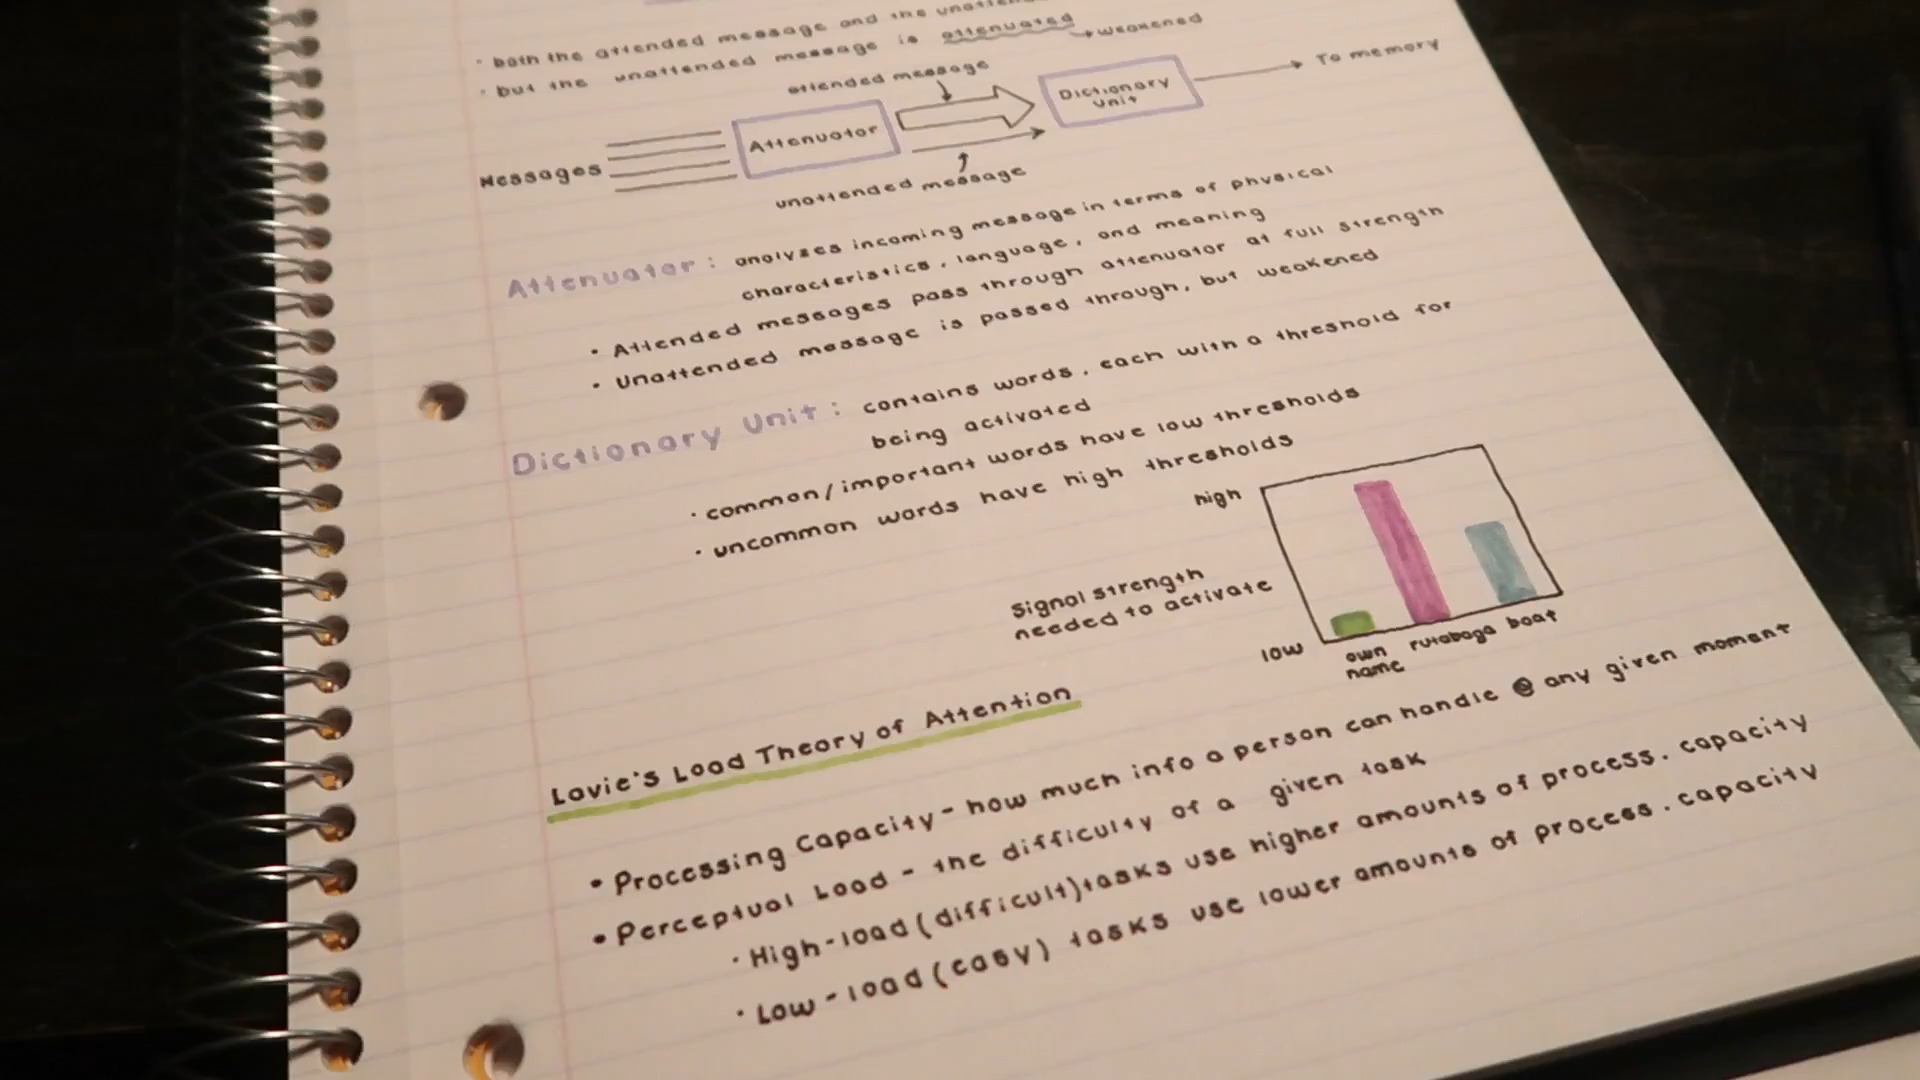 • both the attended message and the
• but the unattended message is attenuated → weakened
attended message
Messages
Attenuator
Dictionary
unit
To memory
unattended message
Attenuator: analyzes incoming message in terms of physical
characteristics, language, and meaning
• Attended messages pass through attenuator at full strength
• Unattended message is passed through, but weakened
Dictionary Unit: contains words, each with a threshold for
being activated
• common/important words have low thresholds
• uncommon words have high thresholds
high
Signal strength
needed to activate
low
own
name
rutabaga
boat
Lavie's Load Theory of Attention
• Processing Capacity - how much info a person can handle @ any given moment
• Perceptual Load - the difficulty of a given task
• High-load (difficult) tasks use higher amounts of process. capacity
• Low-load (easy) tasks use lower amounts of process. capacity